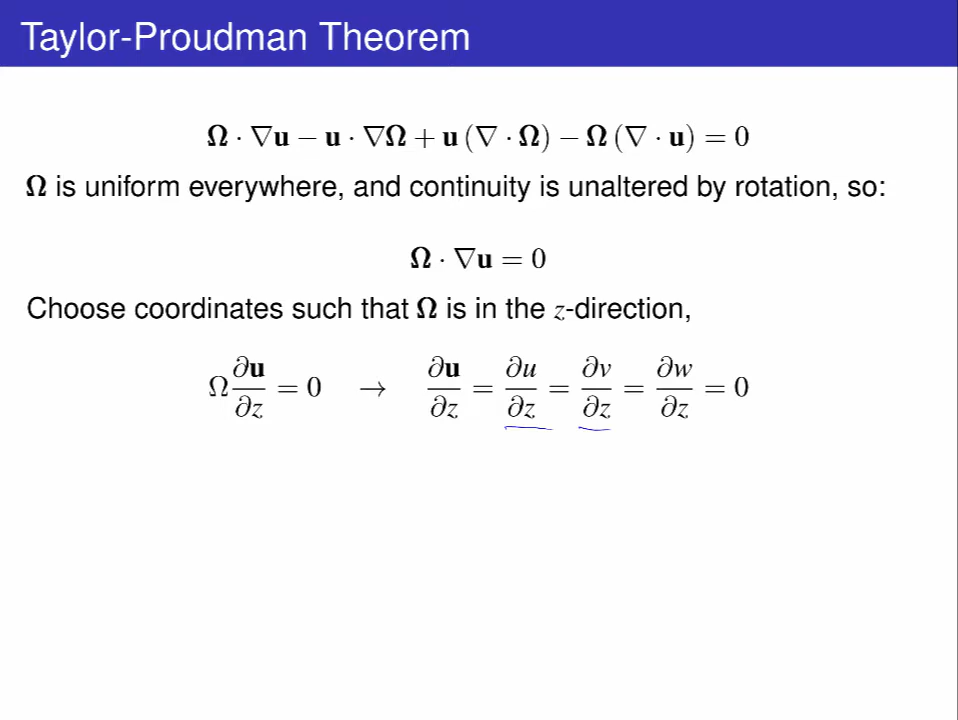 Taylor-Proudman Theorem
𝛀 · ∇𝐮 − 𝐮 · ∇𝛀 + 𝐮 (∇ · 𝛀) − 𝛀 (∇ · 𝐮) = 0
𝛀 is uniform everywhere, and continuity is unaltered by rotation, so:
𝛀 · ∇𝐮 = 0
Choose coordinates such that 𝛀 is in the z-direction,
Ω ∂𝐮/∂z = 0 → ∂𝐮/∂z = ∂u/∂z = ∂v/∂z = ∂w/∂z = 0